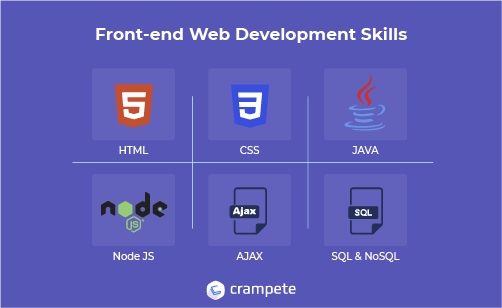 Front-end Web Development Skills
5
3
HTML
CSS
JAVA
node
JS
Ajax
SQL
Node JS
AJAX
SQL & NoSQL
crampete